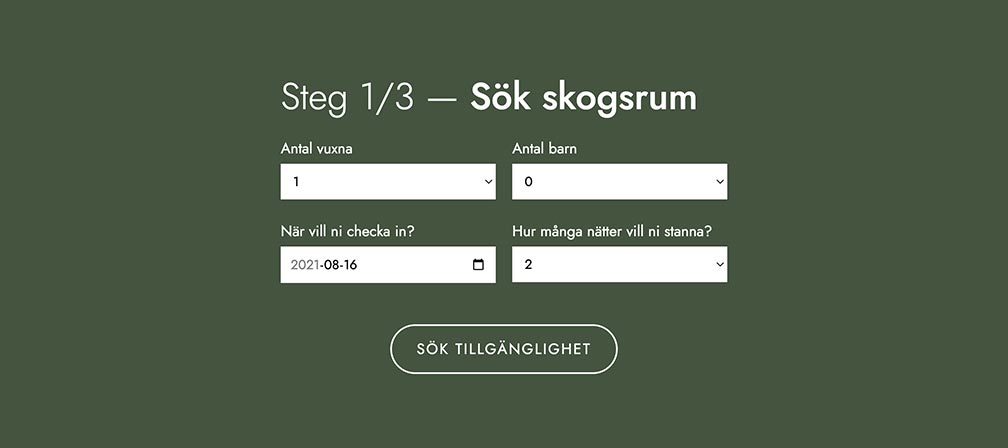 Steg 1/3 — Sök skogsrum
Antal vuxna
Antal barn
1
0
När vill ni checka in?
Hur många nätter vill ni stanna?
2021-08-16
2
SÖK TILLGÄNGLIGHET